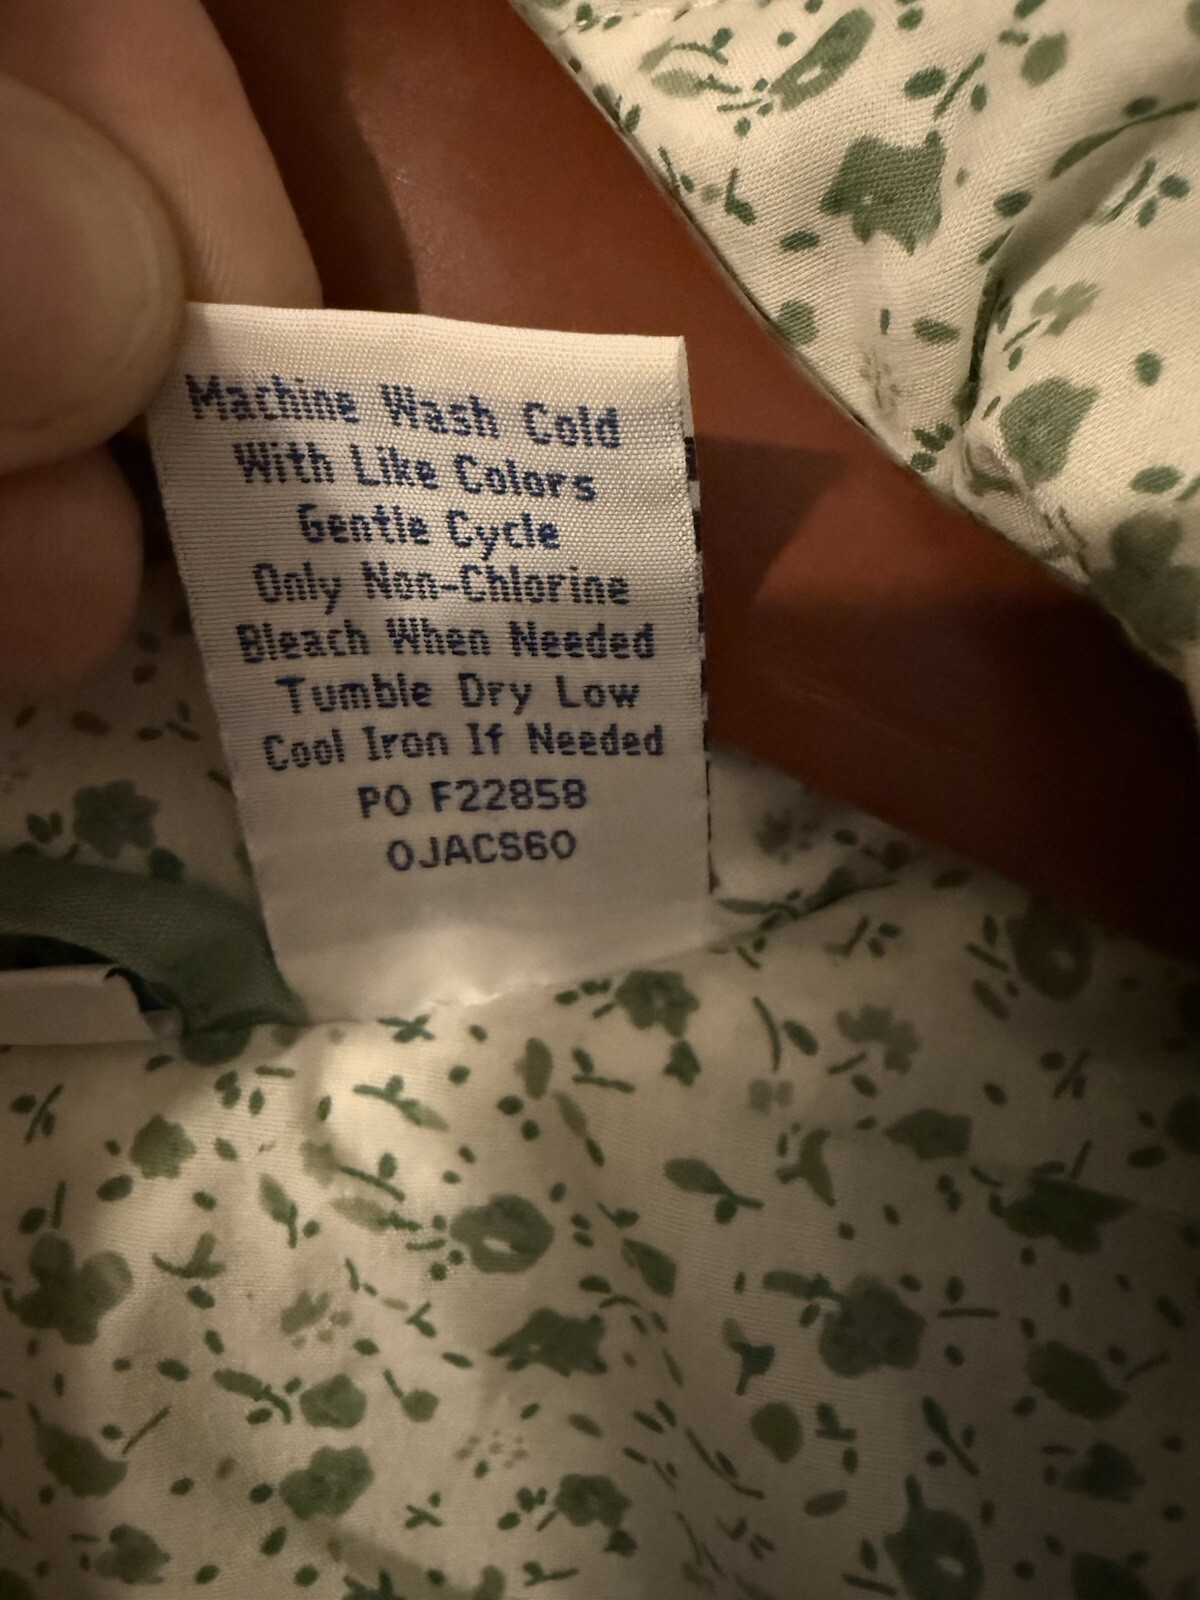 Machine Wash Cold
With Like Colors
Gentle Cycle
Only Non-Chlorine
Bleach When Needed
Tumble Dry Low
Cool Iron If Needed
PO F22858
OJACS60